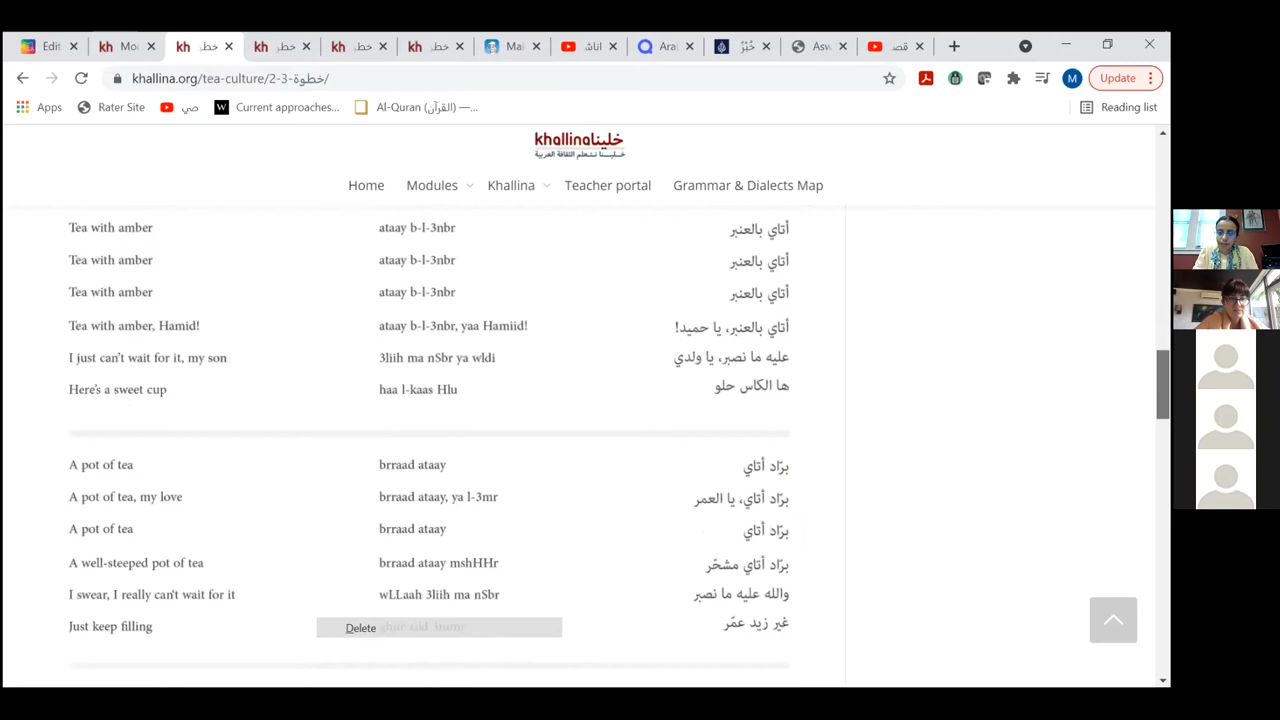 Edit
kh Mo
kh خط
kh خط
kh خط
kh خط
Mal
اناش
Ara
خُبْزٌ
Asw
قص
khallina.org/tea-culture/2-3-خطوة/
M
Update
Apps
Rater Site
صي
W Current approaches...
Al-Quran (القرآن) —...
Reading list
khallina خلينا
خلـيـــنا نتـعـلم الثقافة العربية
Home Modules Khallina Teacher portal Grammar & Dialects Map
Tea with amber ataay b-l-3nbr أتاي بالعنبر
Tea with amber ataay b-l-3nbr أتاي بالعنبر
Tea with amber ataay b-l-3nbr أتاي بالعنبر
Tea with amber, Hamid! ataay b-l-3nbr, yaa Hamiid! أتاي بالعنبر، يا حميد!
I just can't wait for it, my son 3liih ma nSbr ya wldi عليه ما نصبر، يا ولدي
Here's a sweet cup haa l-kaas Hlu ها الكاس حلو
A pot of tea brraad ataay برّاد أتاي
A pot of tea, my love brraad ataay, ya l-3mr برّاد أتاي، يا العمر
A pot of tea brraad ataay برّاد أتاي
A well-steeped pot of tea brraad ataay mshHHr برّاد أتاي مشحّر
I swear, I really can't wait for it wLLaah 3liih ma nSbr والله عليه ما نصبر
Just keep filling Delete غير زيد عمّر